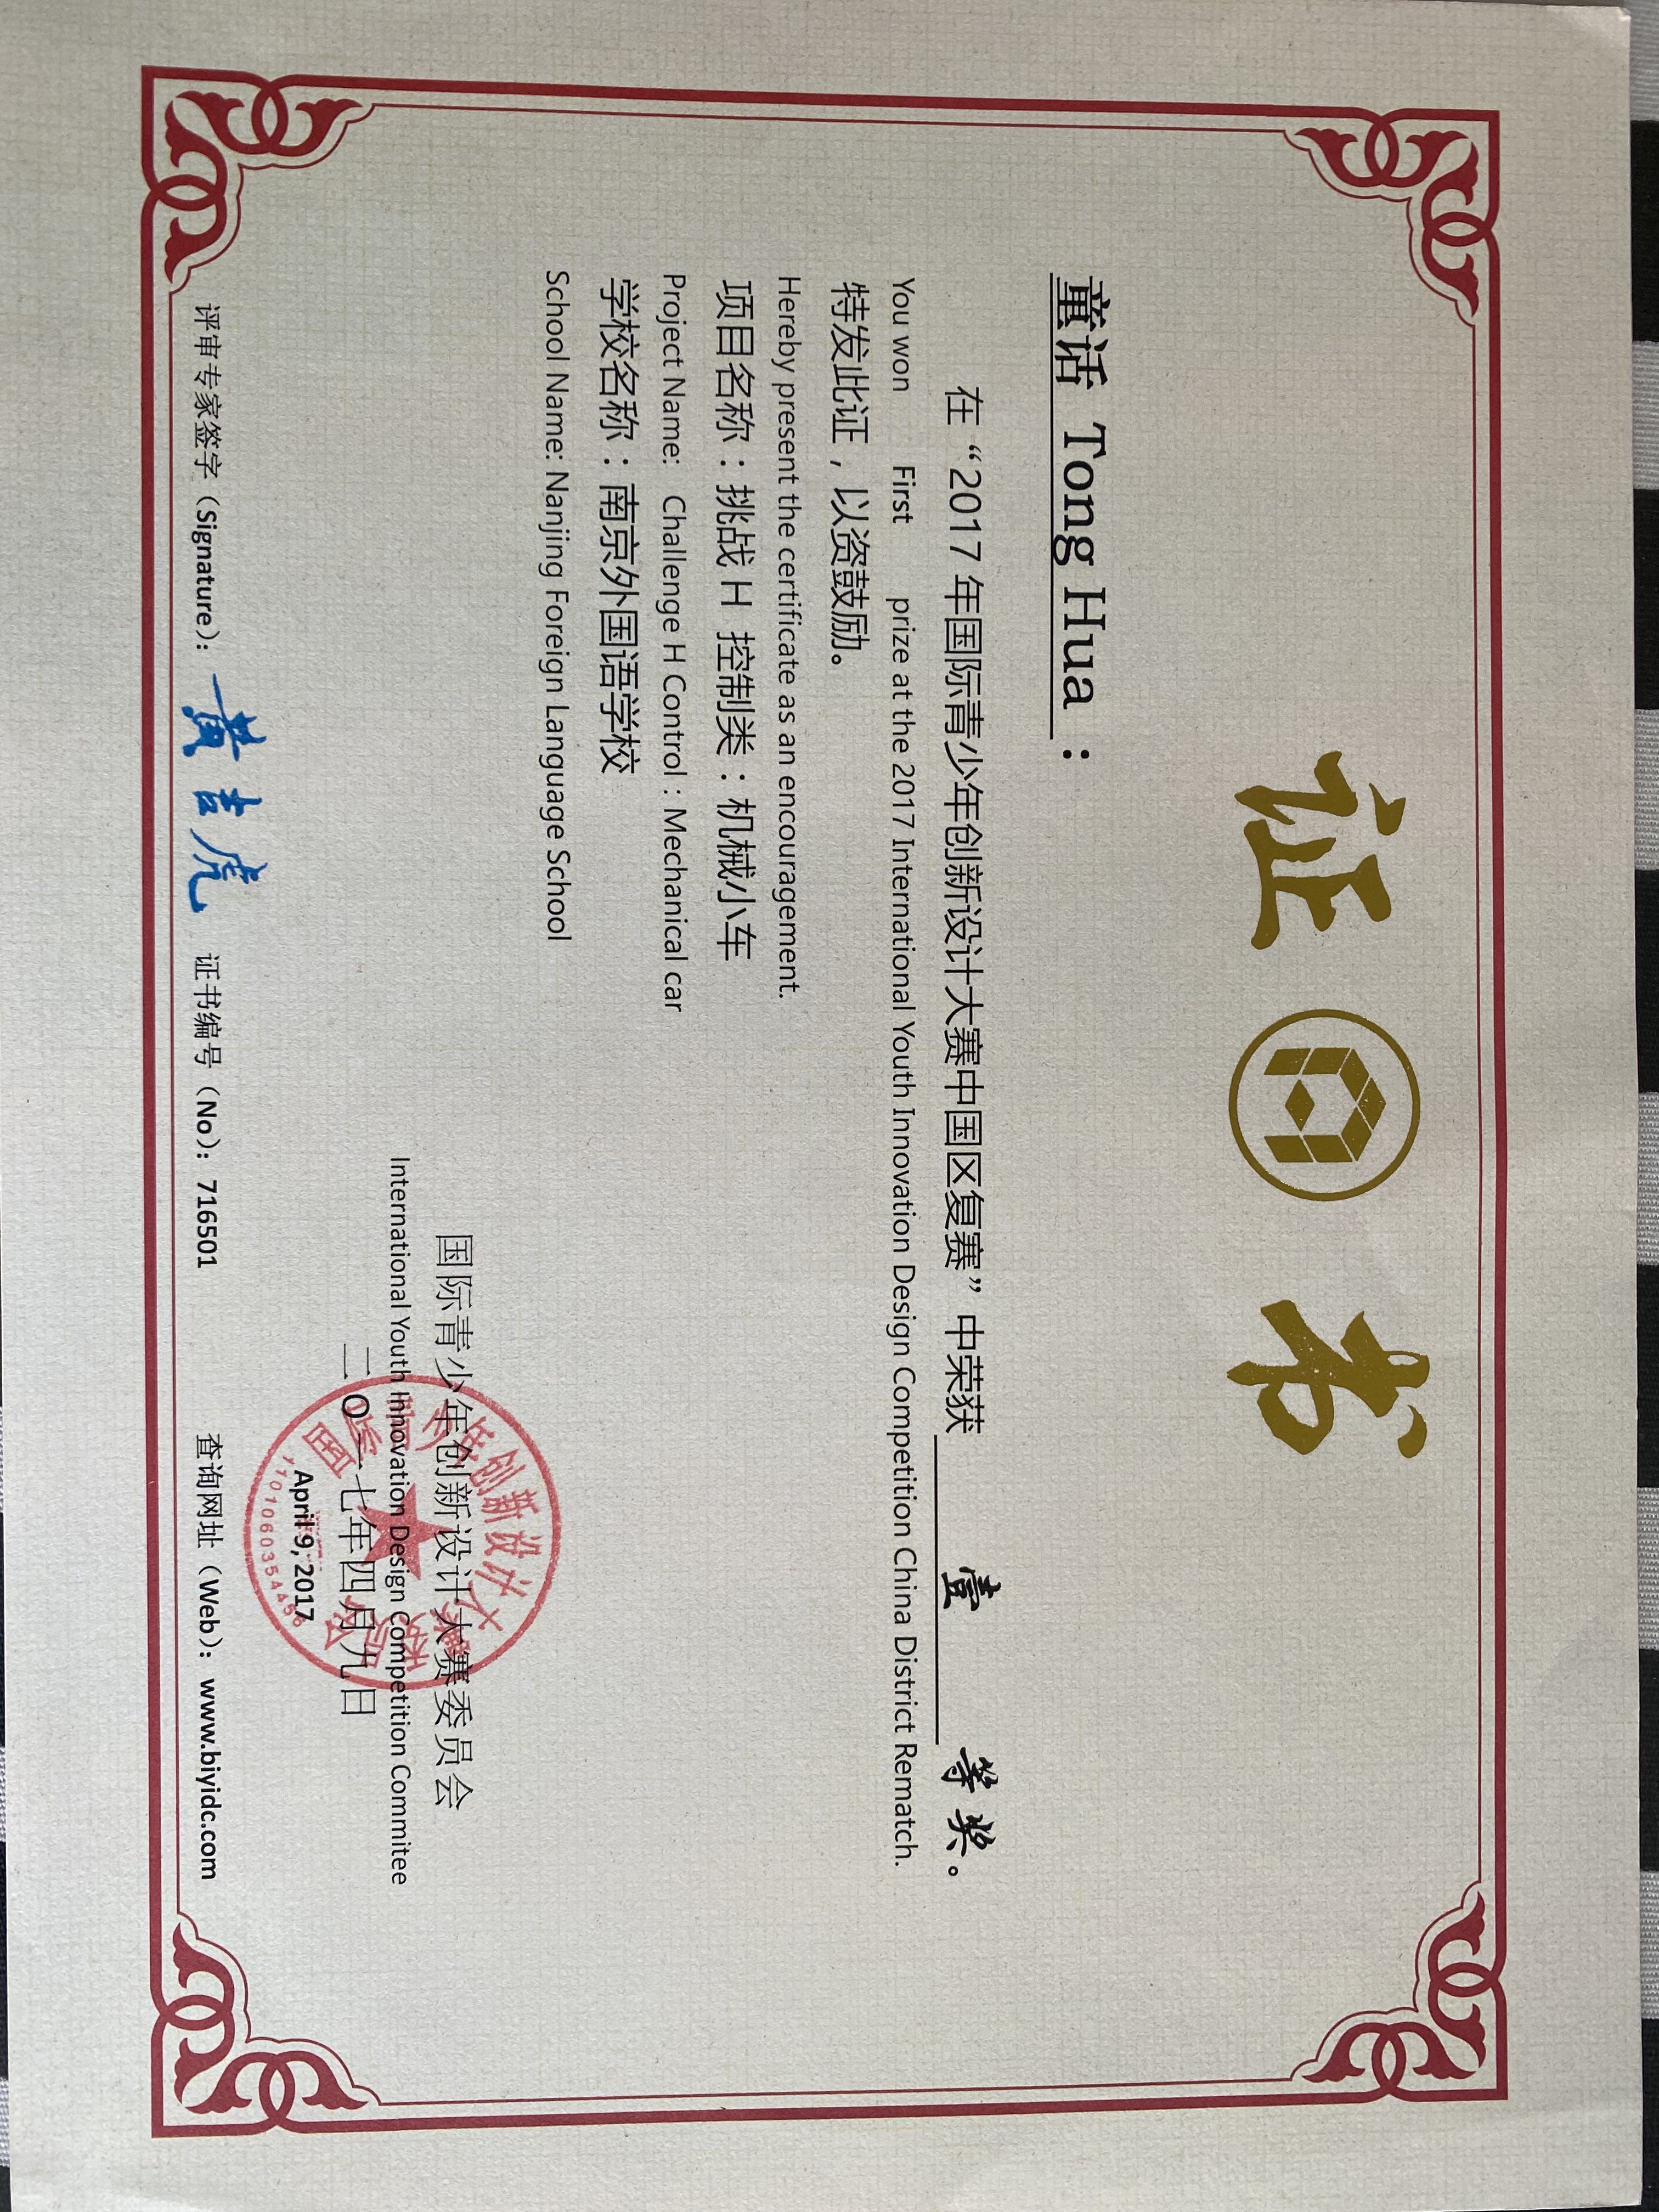 证书
童话 Tong Hua ：
在“2017 年国际青少年创新设计大赛中国区复赛”中荣获 壹 等奖。
You won First prize at the 2017 International Youth Innovation Design Competition China District Rematch.
特发此证，以资鼓励。
Hereby present the certificate as an encouragement.
项目名称：挑战 H 控制类：机械小车
Project Name: Challenge H Control：Mechanical car
学校名称：南京外国语学校
School Name: Nanjing Foreign Language School
国际青少年创新设计大赛委员会
International Youth Innovation Design Competition Commitee
二O一七年四月九日
April 9, 2017
国际青少年创新设计大赛委员会
1101060354456
评审专家签字（Signature）： 黄吉虎 证书编号（No）：716501 查询网址（Web）：www.biyidc.com